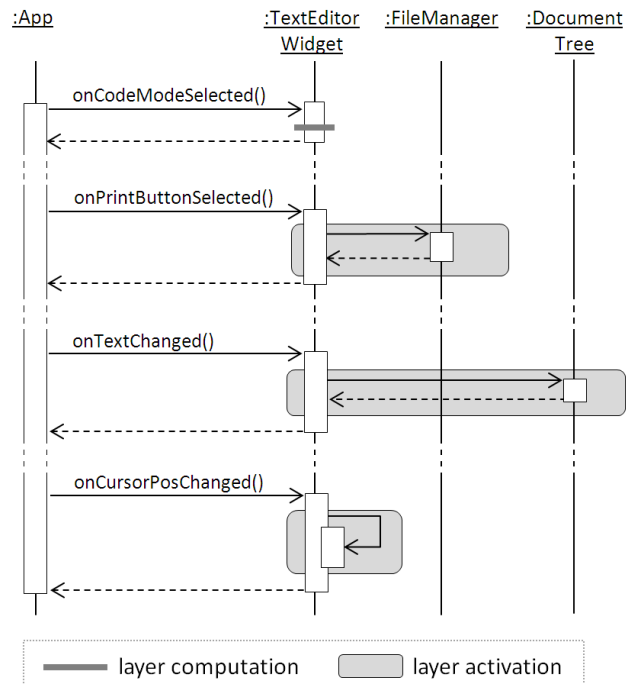 :App
:TextEditor
Widget
:FileManager
:Document
Tree
onCodeModeSelected()
onPrintButtonSelected()
onTextChanged()
onCursorPosChanged()
layer computation
layer activation